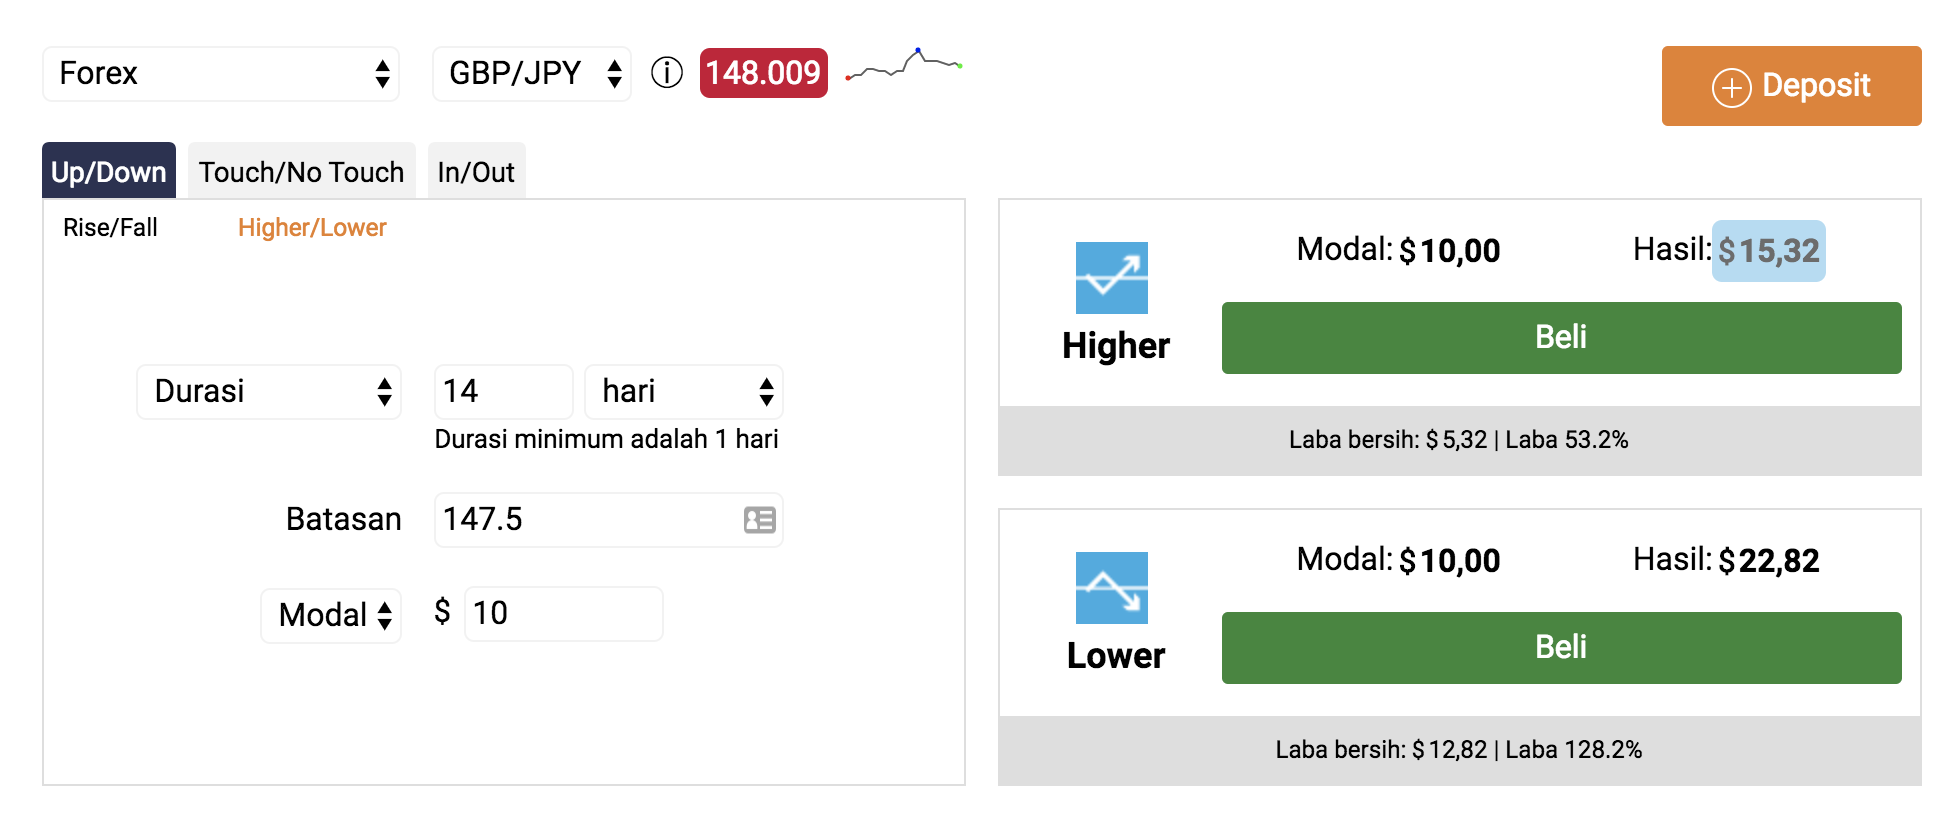 Forex GBP/JPY 148.009
Deposit
Up/Down Touch/No Touch In/Out
Rise/Fall Higher/Lower
Durasi 14 hari
Durasi minimum adalah 1 hari
Batasan 147.5
Modal $ 10
Modal: $ 10,00 Hasil: $ 15,32
Higher
Beli
Laba bersih: $ 5,32 | Laba 53.2%
Modal: $ 10,00 Hasil: $ 22,82
Lower
Beli
Laba bersih: $ 12,82 | Laba 128.2%